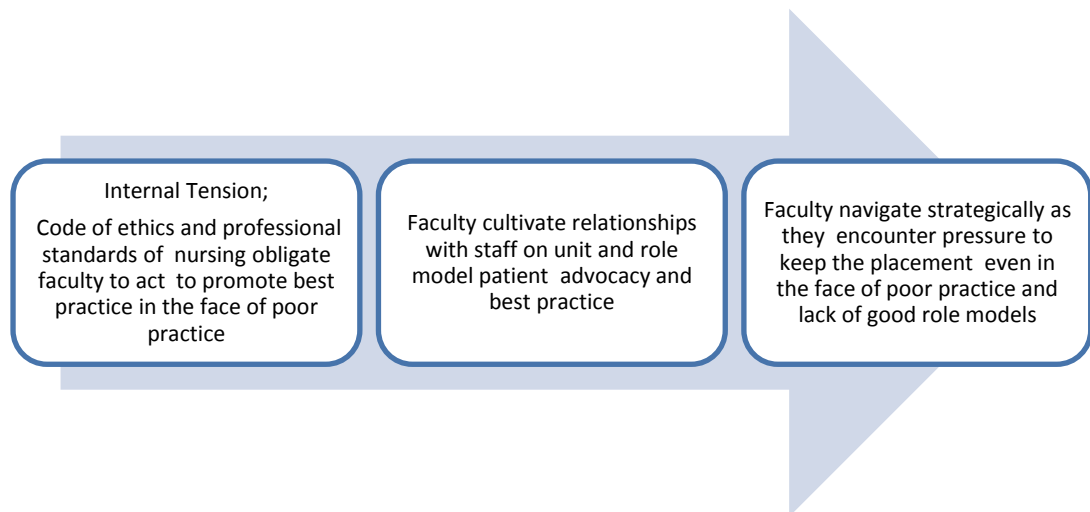 Internal Tension;
Code of ethics and professional
standards of nursing obligate
faculty to act to promote best
practice in the face of poor
practice
Faculty cultivate relationships
with staff on unit and role
model patient advocacy and
best practice
Faculty navigate strategically as
they encounter pressure to
keep the placement even in
the face of poor practice and
lack of good role models